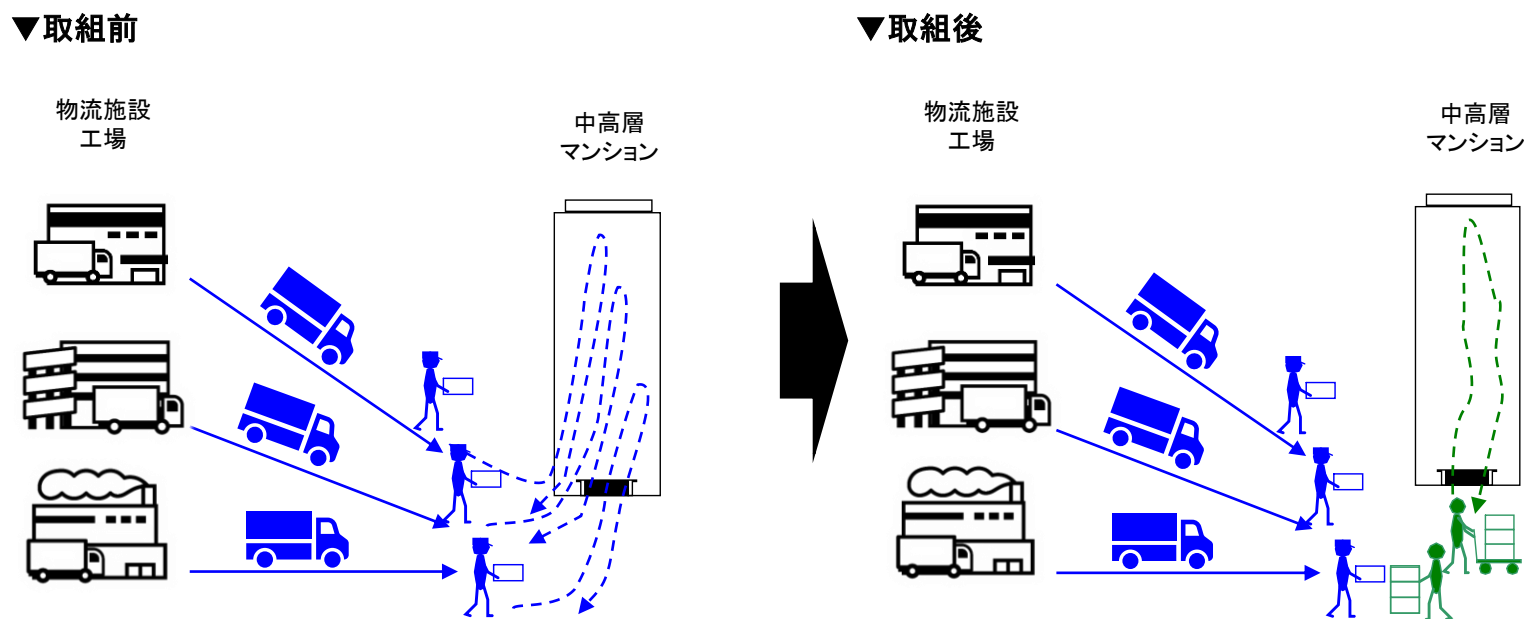 ▼取組前
物流施設
工場
中高層
マンション
▼取組後
物流施設
工場
中高層
マンション